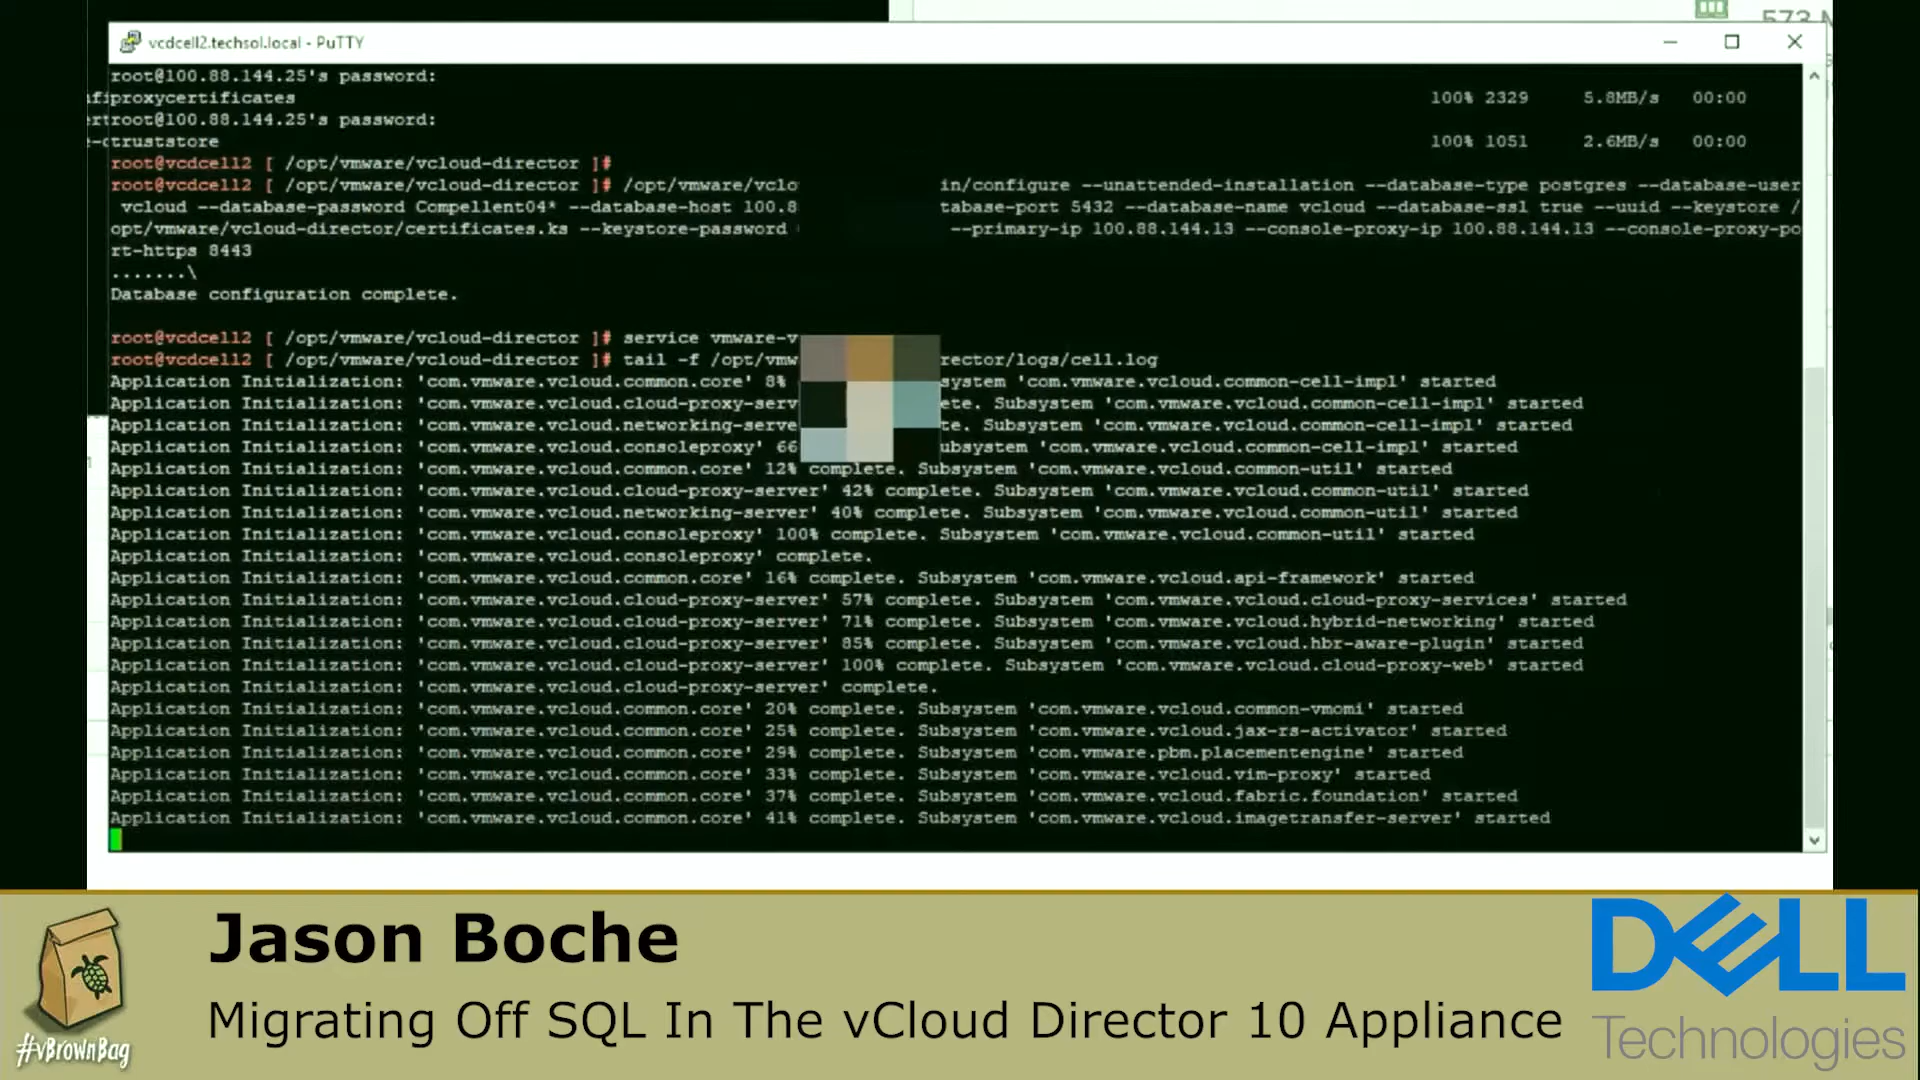 573
vcdcell2.techsol.local - PuTTY
root@100.88.144.25's password:
proxycertificates 100% 2329 5.8MB/s 00:00
root@100.88.144.25's password:
truststore 100% 1051 2.6MB/s 00:00
root@vcdcell2 [ /opt/vmware/vcloud-director ]#
root@vcdcell2 [ /opt/vmware/vcloud-director ]# /opt/vmware/vclo in/configure --unattended-installation --database-type postgres --database-user
vcloud --database-password Compellent04* --database-host 100.8 tabase-port 5432 --database-name vcloud --database-ssl true --uuid --keystore /
opt/vmware/vcloud-director/certificates.ks --keystore-password --primary-ip 100.88.144.13 --console-proxy-ip 100.88.144.13 --console-proxy-po
rt-https 8443
.......\
Database configuration complete.
root@vcdcell2 [ /opt/vmware/vcloud-director ]# service vmware-v
root@vcdcell2 [ /opt/vmware/vcloud-director ]# tail -f /opt/vmw rector/logs/cell.log
Application Initialization: 'com.vmware.vcloud.common.core' 8% system 'com.vmware.vcloud.common-cell-impl' started
Application Initialization: 'com.vmware.vcloud.cloud-proxy-serv ete. Subsystem 'com.vmware.vcloud.common-cell-impl' started
Application Initialization: 'com.vmware.vcloud.networking-serve te. Subsystem 'com.vmware.vcloud.common-cell-impl' started
Application Initialization: 'com.vmware.vcloud.consoleproxy' 66 ubsystem 'com.vmware.vcloud.common-cell-impl' started
Application Initialization: 'com.vmware.vcloud.common.core' 12% complete. Subsystem 'com.vmware.vcloud.common-util' started
Application Initialization: 'com.vmware.vcloud.cloud-proxy-server' 42% complete. Subsystem 'com.vmware.vcloud.common-util' started
Application Initialization: 'com.vmware.vcloud.networking-server' 40% complete. Subsystem 'com.vmware.vcloud.common-util' started
Application Initialization: 'com.vmware.vcloud.consoleproxy' 100% complete. Subsystem 'com.vmware.vcloud.common-util' started
Application Initialization: 'com.vmware.vcloud.consoleproxy' complete.
Application Initialization: 'com.vmware.vcloud.common.core' 16% complete. Subsystem 'com.vmware.vcloud.api-framework' started
Application Initialization: 'com.vmware.vcloud.cloud-proxy-server' 57% complete. Subsystem 'com.vmware.vcloud.cloud-proxy-services' started
Application Initialization: 'com.vmware.vcloud.cloud-proxy-server' 71% complete. Subsystem 'com.vmware.vcloud.hybrid-networking' started
Application Initialization: 'com.vmware.vcloud.cloud-proxy-server' 85% complete. Subsystem 'com.vmware.vcloud.hbr-aware-plugin' started
Application Initialization: 'com.vmware.vcloud.cloud-proxy-server' 100% complete. Subsystem 'com.vmware.vcloud.cloud-proxy-web' started
Application Initialization: 'com.vmware.vcloud.cloud-proxy-server' complete.
Application Initialization: 'com.vmware.vcloud.common.core' 20% complete. Subsystem 'com.vmware.vcloud.common-vmomi' started
Application Initialization: 'com.vmware.vcloud.common.core' 25% complete. Subsystem 'com.vmware.vcloud.jax-rs-activator' started
Application Initialization: 'com.vmware.vcloud.common.core' 29% complete. Subsystem 'com.vmware.pbm.placementengine' started
Application Initialization: 'com.vmware.vcloud.common.core' 33% complete. Subsystem 'com.vmware.vcloud.vim-proxy' started
Application Initialization: 'com.vmware.vcloud.common.core' 37% complete. Subsystem 'com.vmware.vcloud.fabric.foundation' started
Application Initialization: 'com.vmware.vcloud.common.core' 41% complete. Subsystem 'com.vmware.vcloud.imagetransfer-server' started
Jason Boche
Migrating Off SQL In The vCloud Director 10 Appliance
#vBrownBag
DELL
Technologies